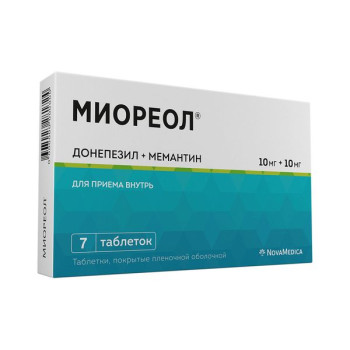 МИОРЕОЛ®
ДОНЕПЕЗИЛ + МЕМАНТИН
10 мг + 10 мг
ДЛЯ ПРИЕМА ВНУТРЬ
7 таблеток
Таблетки, покрытые пленочной оболочкой
NOVAMEDICA